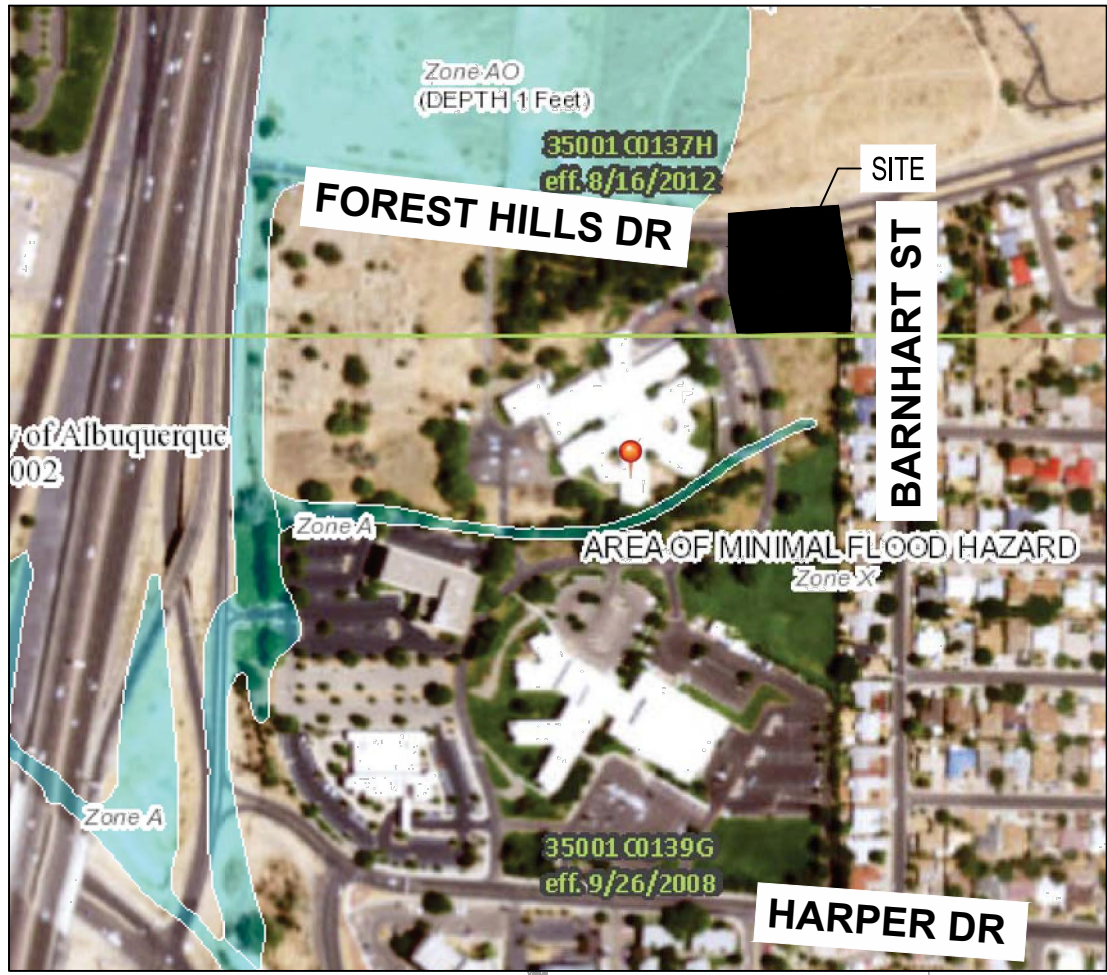 Zone AO
(DEPTH 1 Feet)
35001C0137H
eff. 8/16/2012
SITE
FOREST HILLS DR
BARNHART ST
y of Albuquerque
002
Zone A
AREA OF MINIMAL FLOOD HAZARD
Zone X
Zone A
35001C0139G
eff. 9/26/2008
HARPER DR